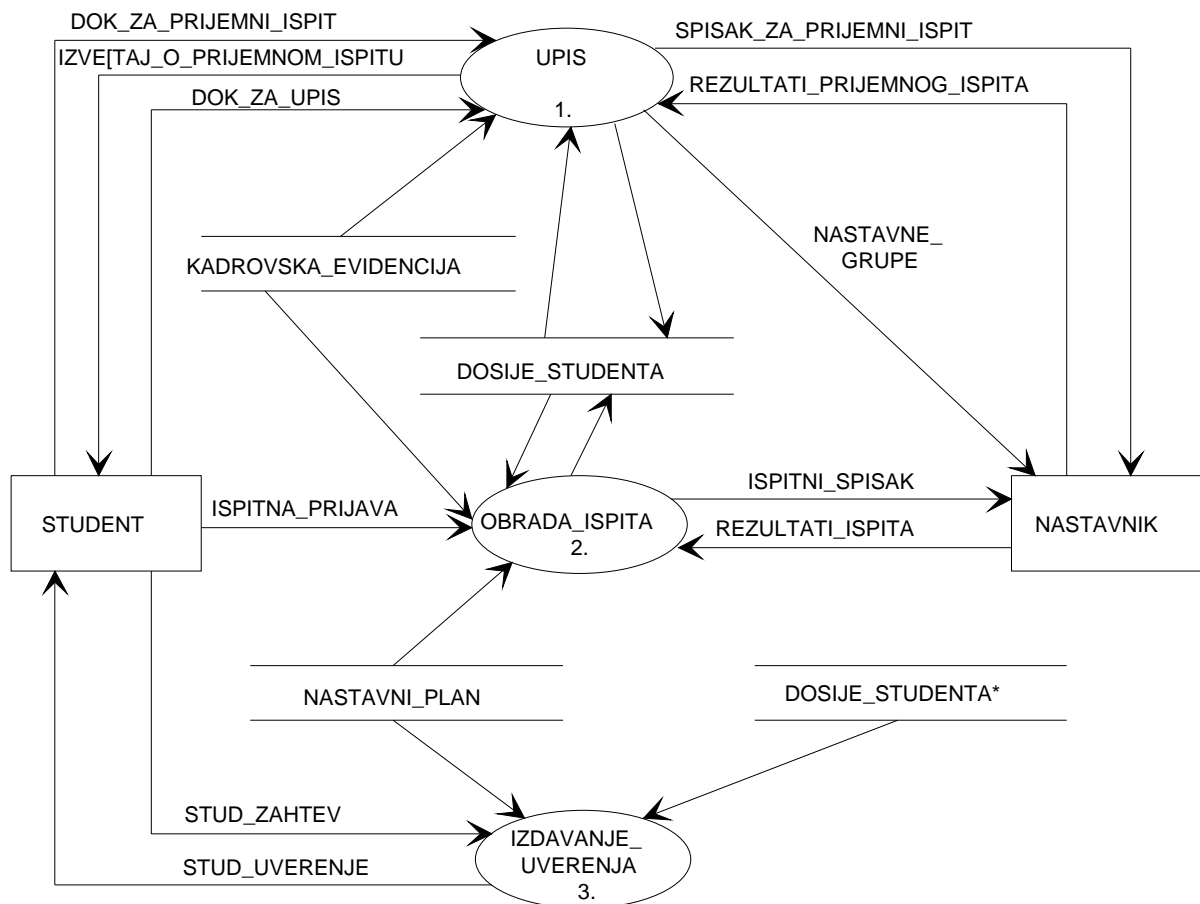 DOK_ZA_PRIJEMNI_ISPIT
SPISAK_ZA_PRIJEMNI_ISPIT
IZVE[TAJ_O_PRIJEMNOM_ISPITU
UPIS
REZULTATI_PRIJEMNOG_ISPITA
DOK_ZA_UPIS
1.
NASTAVNE_
GRUPE
KADROVSKA_EVIDENCIJA
DOSIJE_STUDENTA
ISPITNI_SPISAK
ISPITNA_PRIJAVA
STUDENT
OBRADA_ISPITA
2.
REZULTATI_ISPITA
NASTAVNIK
NASTAVNI_PLAN
DOSIJE_STUDENTA*
STUD_ZAHTEV
IZDAVANJE_
UVERENJA
3.
STUD_UVERENJE